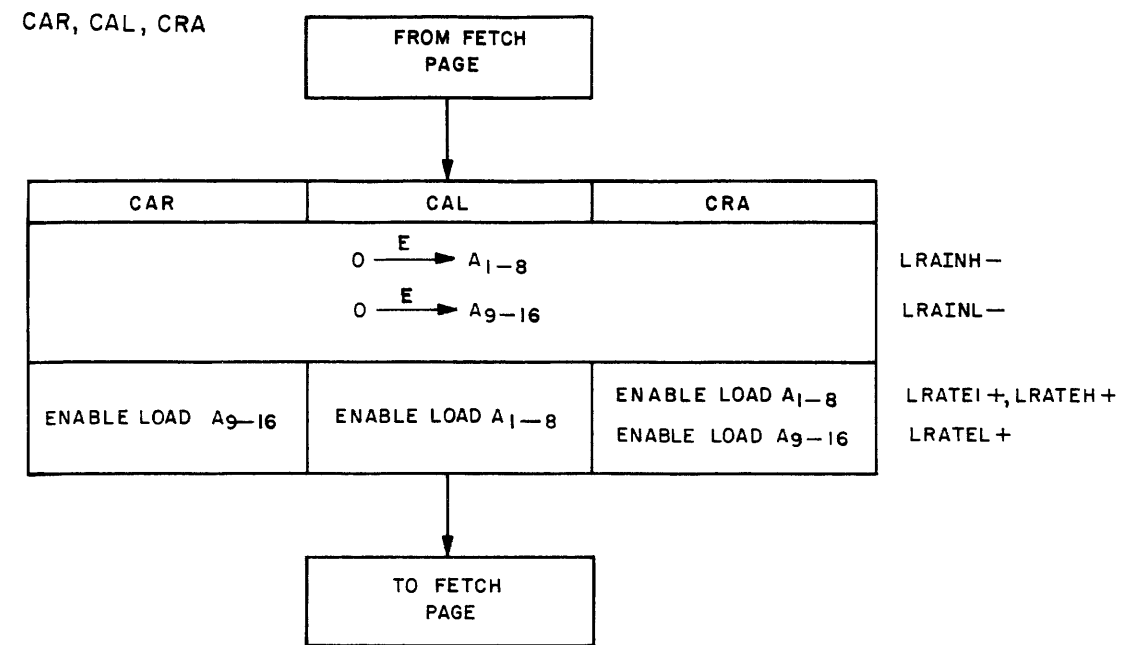 CAR, CAL, CRA
FROM FETCH
PAGE
CAR
CAL
CRA
E
0 → A1–8
LRAINH–
E
0 → A9–16
LRAINL–
ENABLE LOAD A9–16
ENABLE LOAD A1–8
ENABLE LOAD A1–8
ENABLE LOAD A9–16
LRATE1+, LRATEH+
LRATEL+
TO FETCH
PAGE